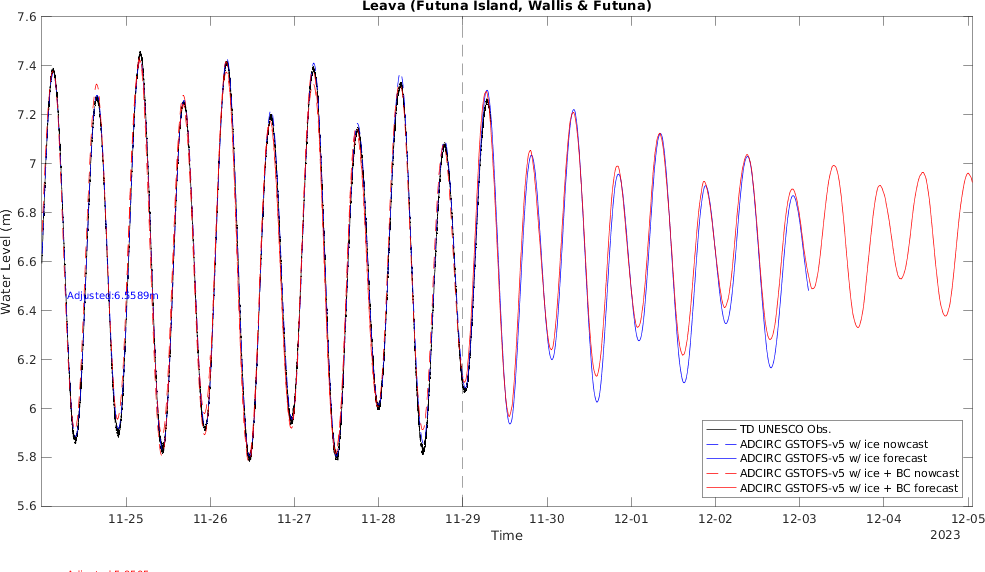 Leava (Futuna Island, Wallis & Futuna)
7.6
7.4
7.2
7
6.8
6.6
6.4
6.2
6
5.8
5.6
Water Level (m)
Adjusted:6.5589m
TD UNESCO Obs.
ADCIRC GSTOFS-v5 w/ ice nowcast
ADCIRC GSTOFS-v5 w/ ice forecast
ADCIRC GSTOFS-v5 w/ ice + BC nowcast
ADCIRC GSTOFS-v5 w/ ice + BC forecast
11-25 11-26 11-27 11-28 11-29 11-30 12-01 12-02 12-03 12-04 12-05
Time
2023